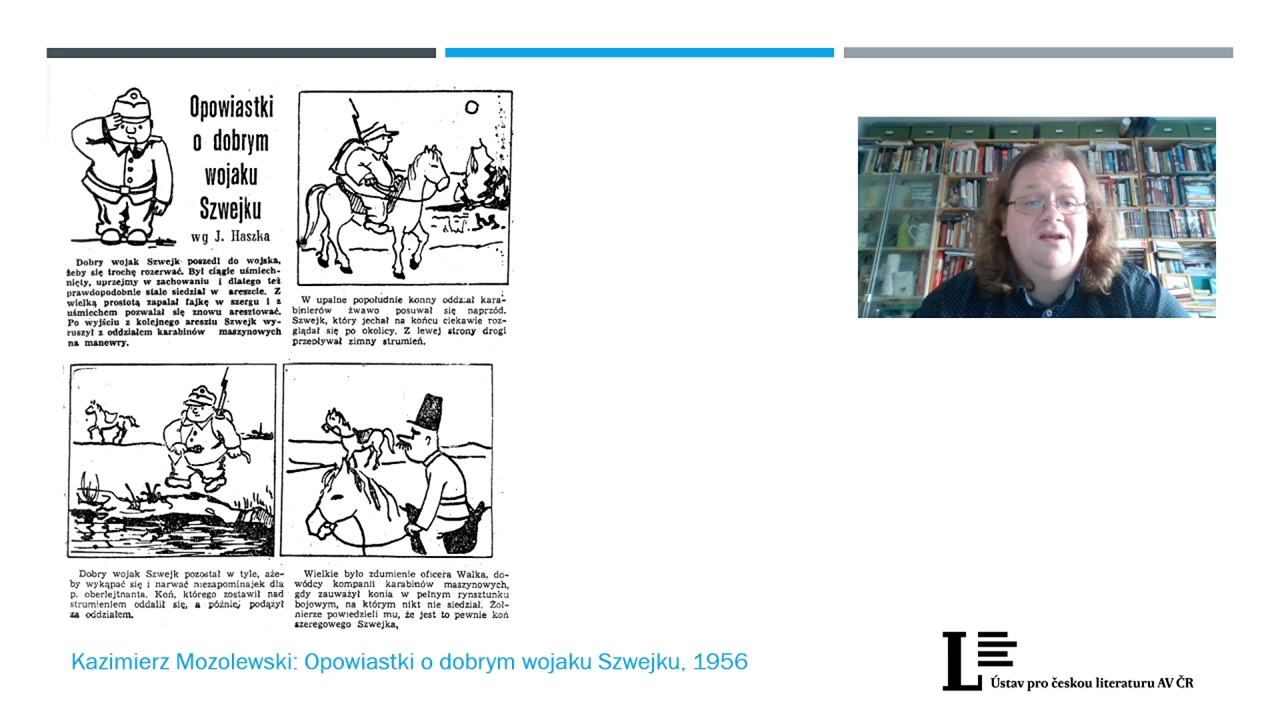 Opowiastki
o dobrym
wojaku
Szwejku
wg J. Haszka
Dobry wojak Szwejk poszedl do wojska,
żeby się trochę rozerwać. Był ciągle uśmiech-
nięty, uprzejmy w zachowaniu i dlatego też
prawdopodobnie stale siedział w areszcie. Z
wielką prostotą zapalał fajkę w szeregu i z
uśmiechem pozwalał się znowu aresztować.
Po wyjściu z kolejnego aresztu Szwejk wy-
ruszył z oddziałem karabinów maszynowych
na manewry.
W upalne popołudnie konny oddział kara-
binierów żwawo posuwał się naprzód.
Szwejk, który jechał na końcu ciekawie roz-
glądał się po okolicy. Z lewej strony drogi
przepływał zimny strumień.
Dobry wojak Szwejk pozostał w tyle, aże-
by wykąpać się i narwać niezapominajek dla
p. oberlejtnanta. Koń, którego zostawił nad
strumieniem oddalił się, a później podążył
za oddziałem.
Wielkie było zdumienie oficera Walka, do-
wódcy kompanii karabinów maszynowych,
gdy zauważył konia w pełnym rynsztunku
bojowym, na którym nikt nie siedział. Żoł-
nierze powiedzieli mu, że jest to pewnie koń
szeregowego Szwejka,
Kazimierz Mozolewski: Opowiastki o dobrym wojaku Szwejku, 1956
Ústav pro českou literaturu AV ČR